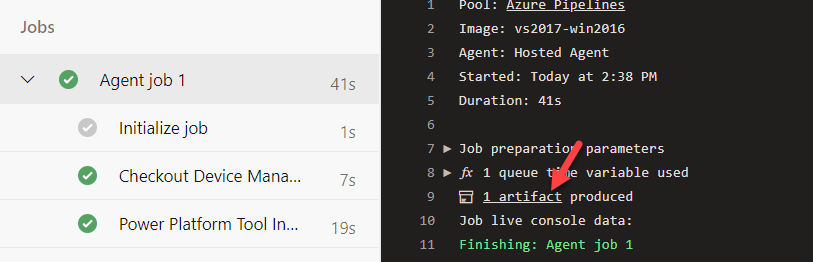 Jobs
Agent job 1 41s
Initialize job 1s
Checkout Device Mana... 7s
Power Platform Tool In... 19s
1 Pool: Azure Pipelines
2 Image: vs2017-win2016
3 Agent: Hosted Agent
4 Started: Today at 2:38 PM
5 Duration: 41s
6
7 Job preparation parameters
8 fx 1 queue time variable used
9 1 artifact produced
10 Job live console data:
11 Finishing: Agent job 1